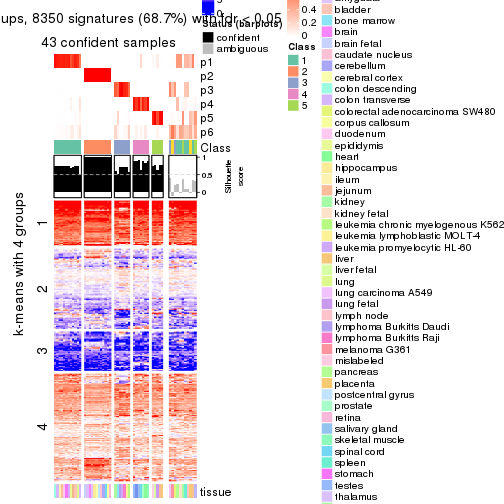 ups, 8350 signatures (68.7%) with fdr < 0.05
43 confident samples
p1
p2
p3
p4
p5
p6
Class
1
0.5
0
Silhouette
score
k-means with 4 groups
1
2
3
4
tissue
0
Status (barplots)
confident
ambiguous
0.4
0.2
0
Class
1
2
3
4
5
bladder
bone marrow
brain
brain fetal
caudate nucleus
cerebellum
cerebral cortex
colon descending
colon transverse
colorectal adenocarcinoma SW480
corpus callosum
duodenum
epididymis
heart
hippocampus
ileum
jejunum
kidney
kidney fetal
leukemia chronic myelogenous K562
leukemia lymphoblastic MOLT-4
leukemia promyelocytic HL-60
liver
liver fetal
lung
lung carcinoma A549
lung fetal
lymph node
lymphoma Burkitts Daudi
lymphoma Burkitts Raji
melanoma G361
mislabeled
pancreas
placenta
postcentral gyrus
prostate
retina
salivary gland
skeletal muscle
spinal cord
spleen
stomach
testes
thalamus